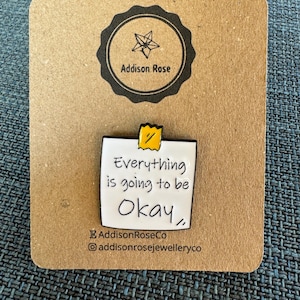 Addison Rose
Everything
is going to be
Okay
AddisonRoseCo
addisonrosejewelleryco